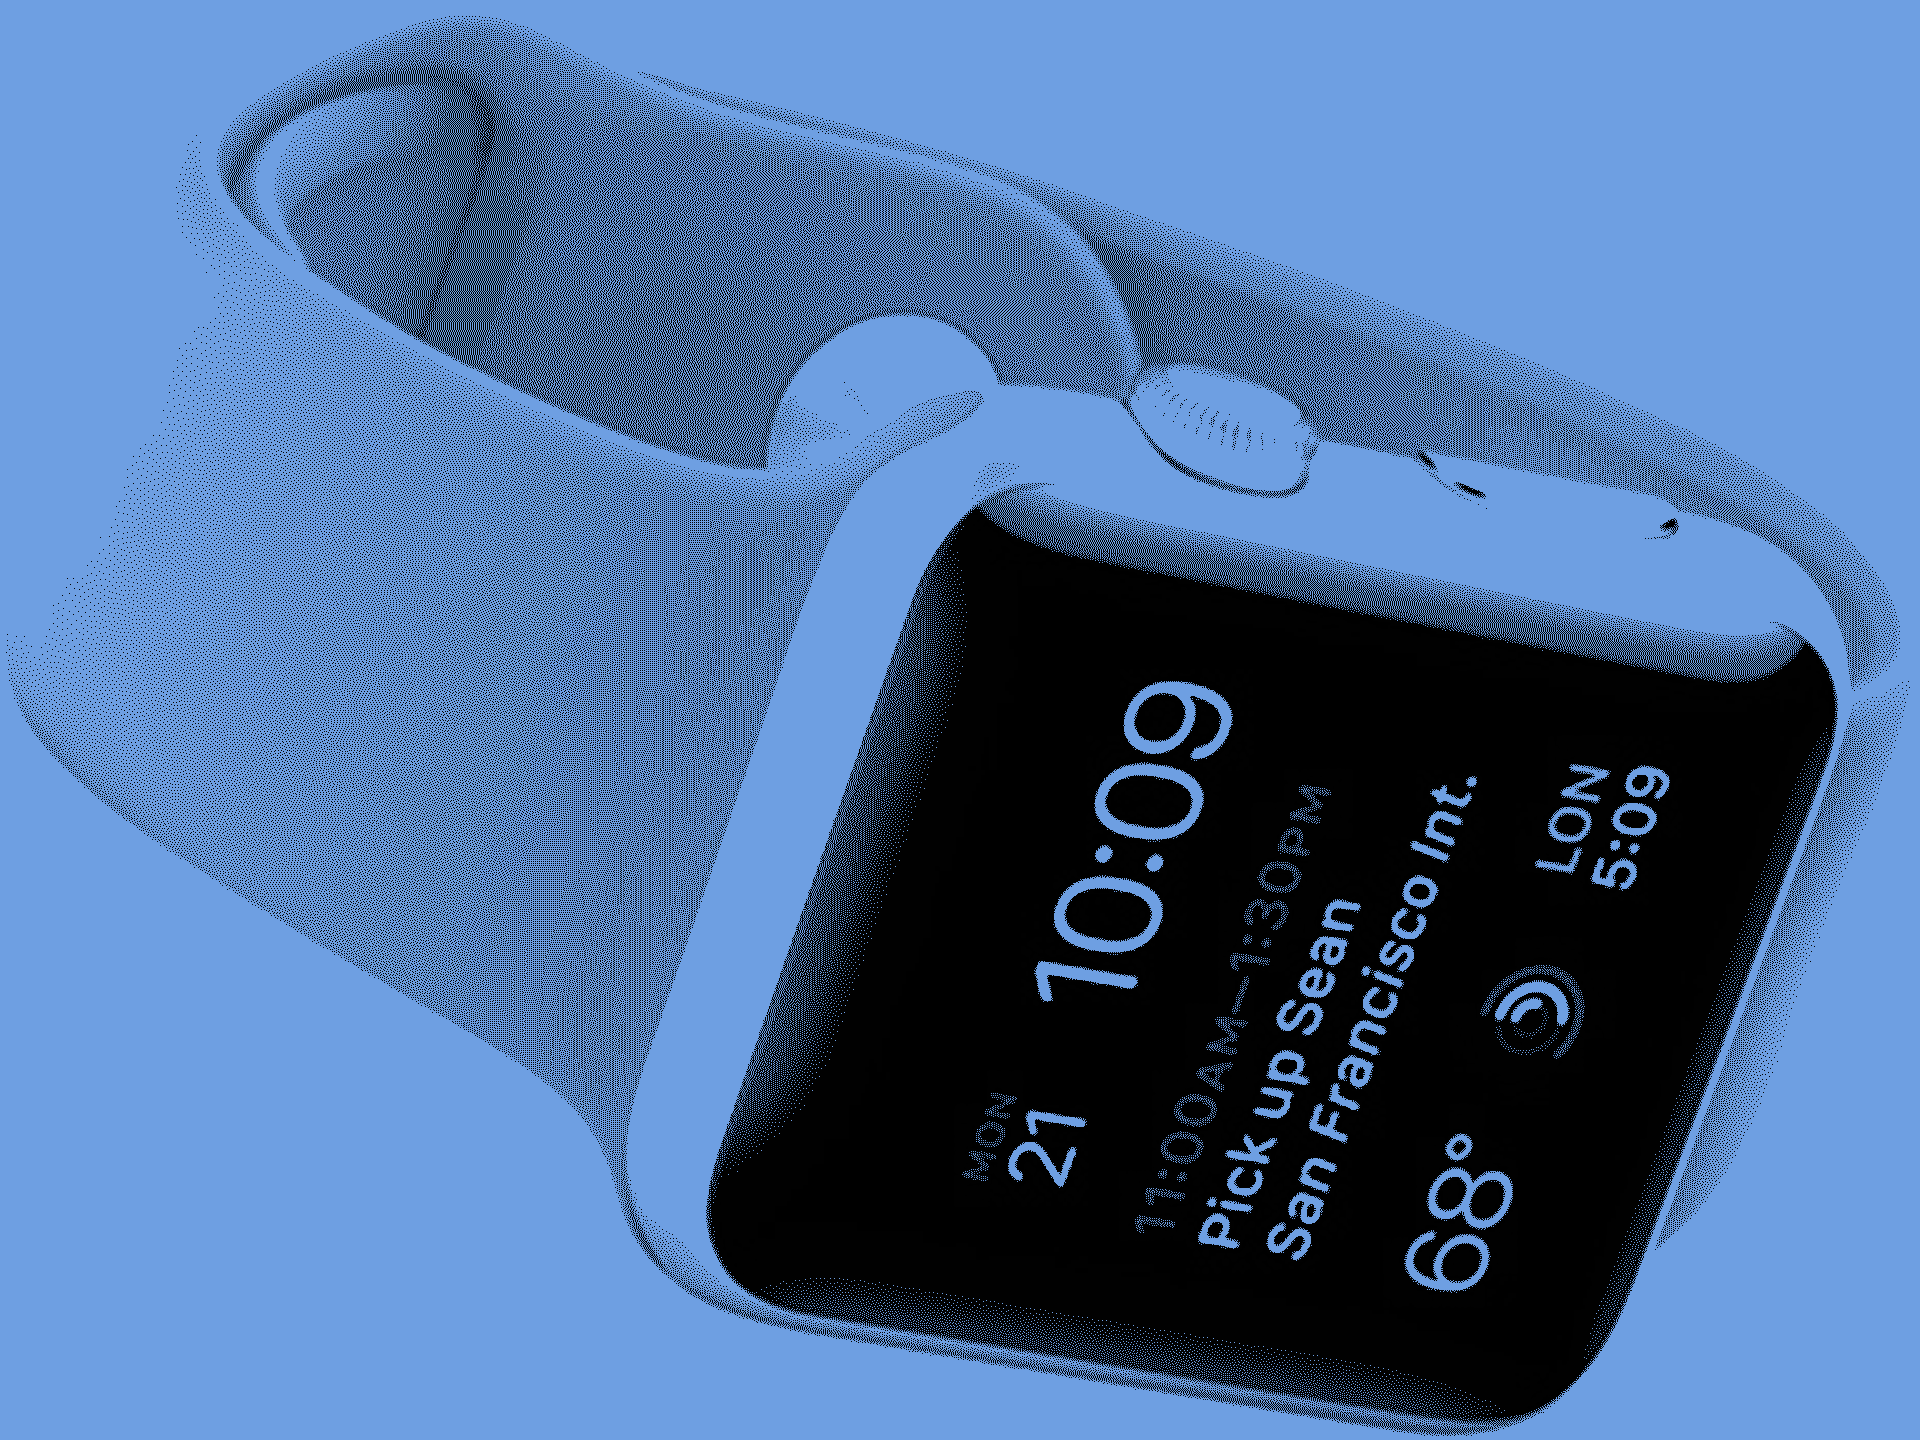 MON
21
10:09
11:00AM–1:30PM
Pick up Sean
San Francisco Int.
68°
LON
5:09